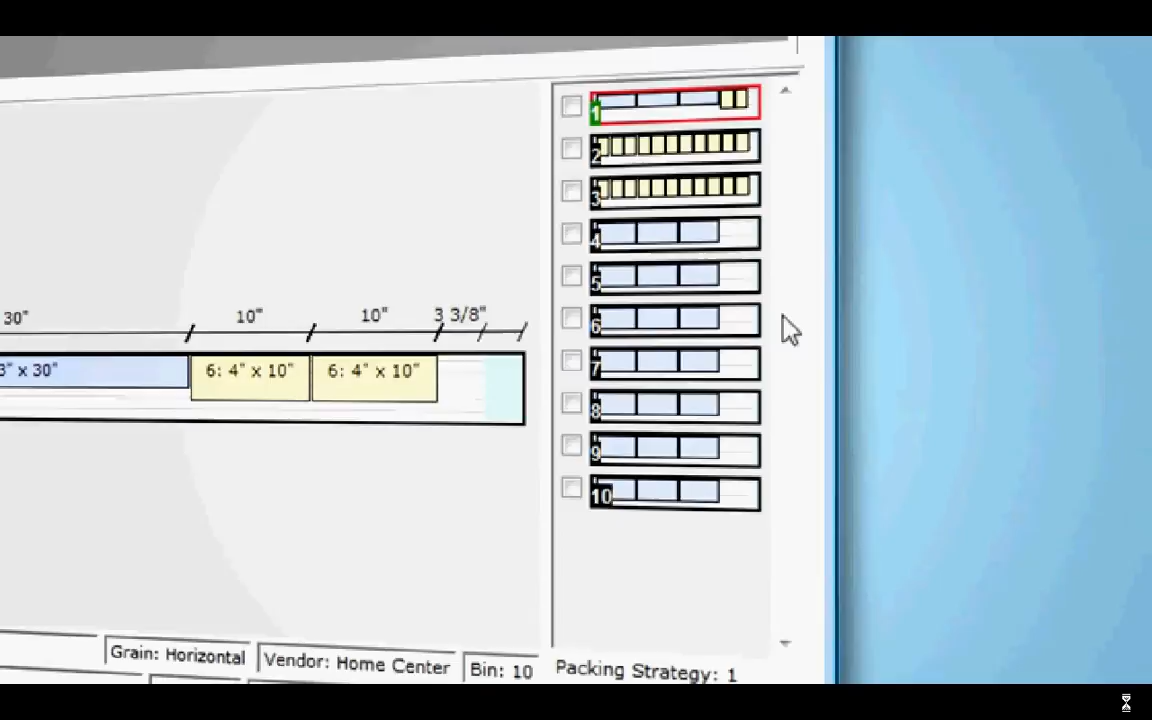 1
2
3
4
5
6
7
8
9
10
30"
10"
10"
3 3/8"
3" x 30"
6: 4" x 10"
6: 4" x 10"
Grain: Horizontal
Vendor: Home Center
Bin: 10
Packing Strategy: 1